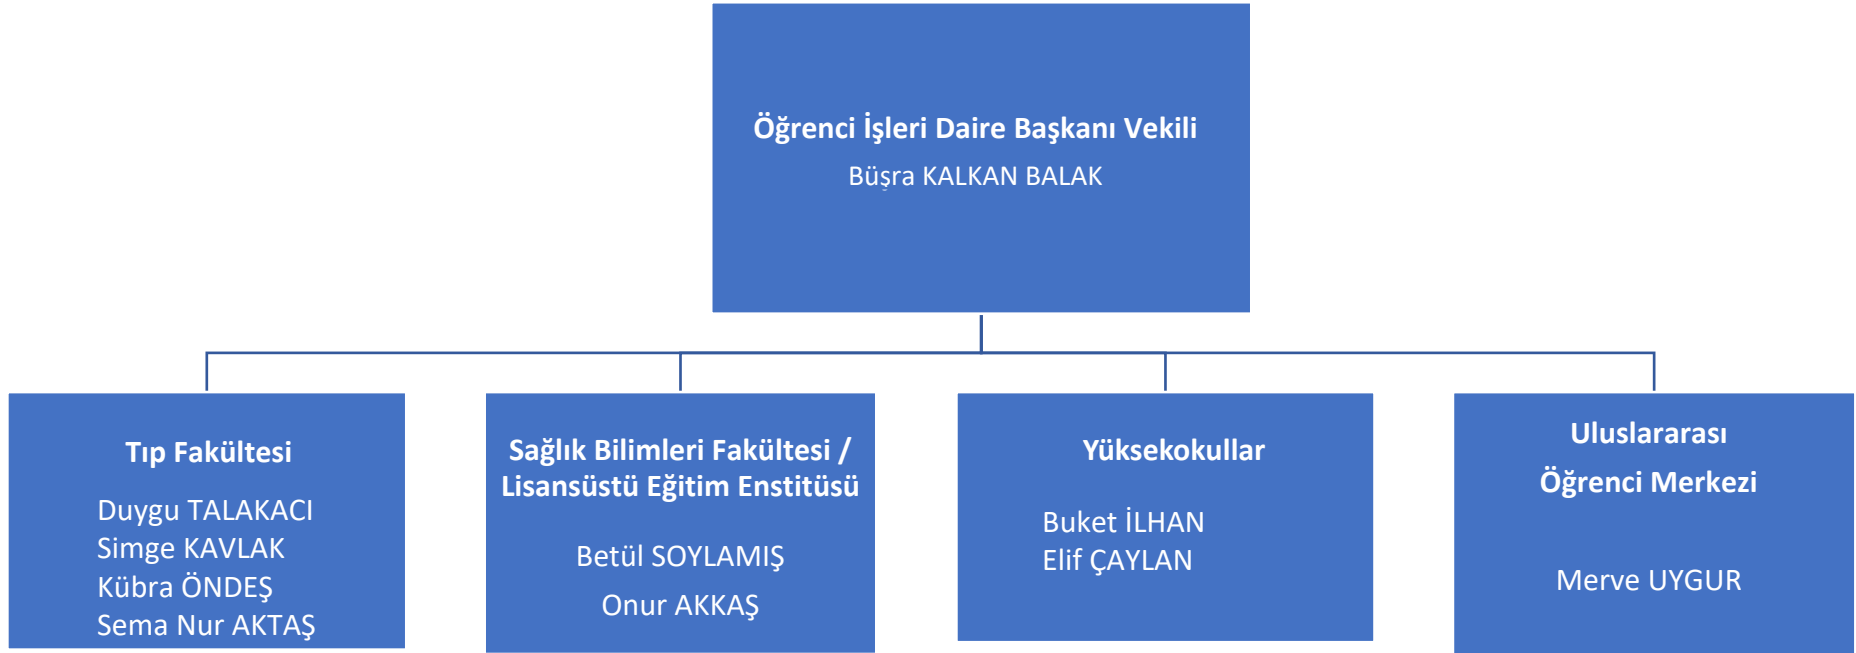 Öğrenci İşleri Daire Başkanı Vekili
Büşra KALKAN BALAK
Tıp Fakültesi
Duygu TALAKACI
Simge KAVLAK
Kübra ÖNDEŞ
Sema Nur AKTAŞ
Sağlık Bilimleri Fakültesi /
Lisansüstü Eğitim Enstitüsü
Betül SOYLAMIŞ
Onur AKKAŞ
Yüksekokullar
Buket İLHAN
Elif ÇAYLAN
Uluslararası
Öğrenci Merkezi
Merve UYGUR